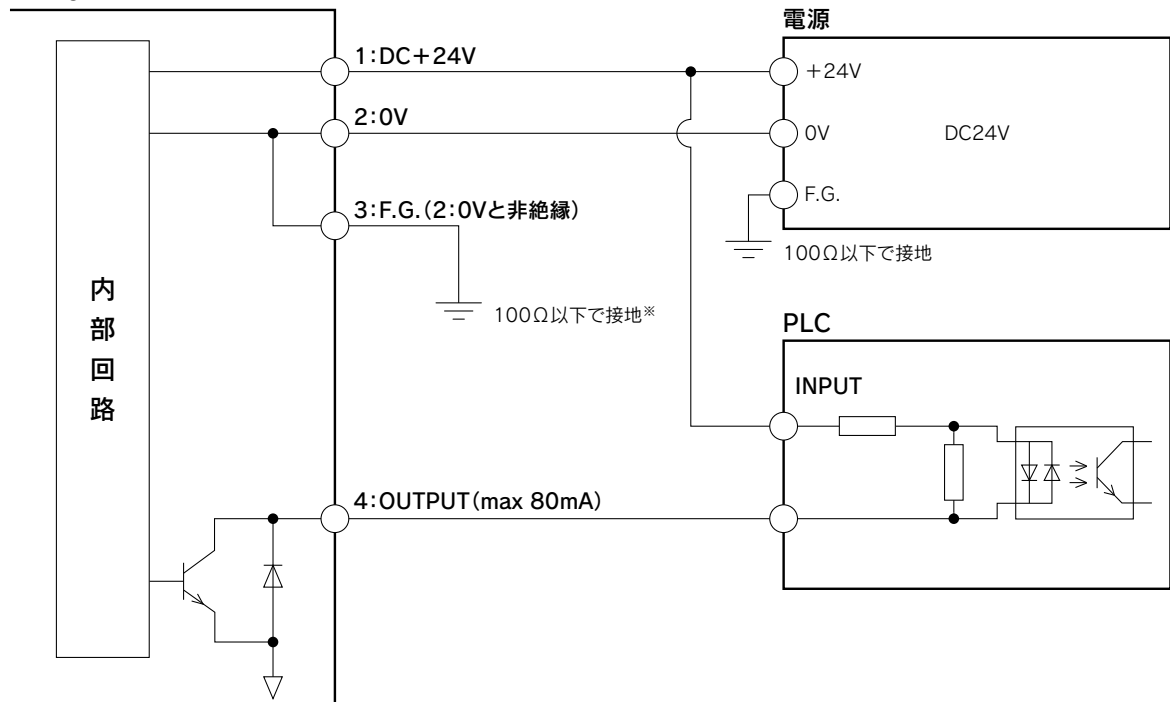 電源
1:DC+24V
+24V
2:0V
0V
DC24V
F.G.
3:F.G.(2:0Vと非絶縁)
100Ω以下で接地
100Ω以下で接地※
内部回路
PLC
INPUT
4:OUTPUT(max 80mA)